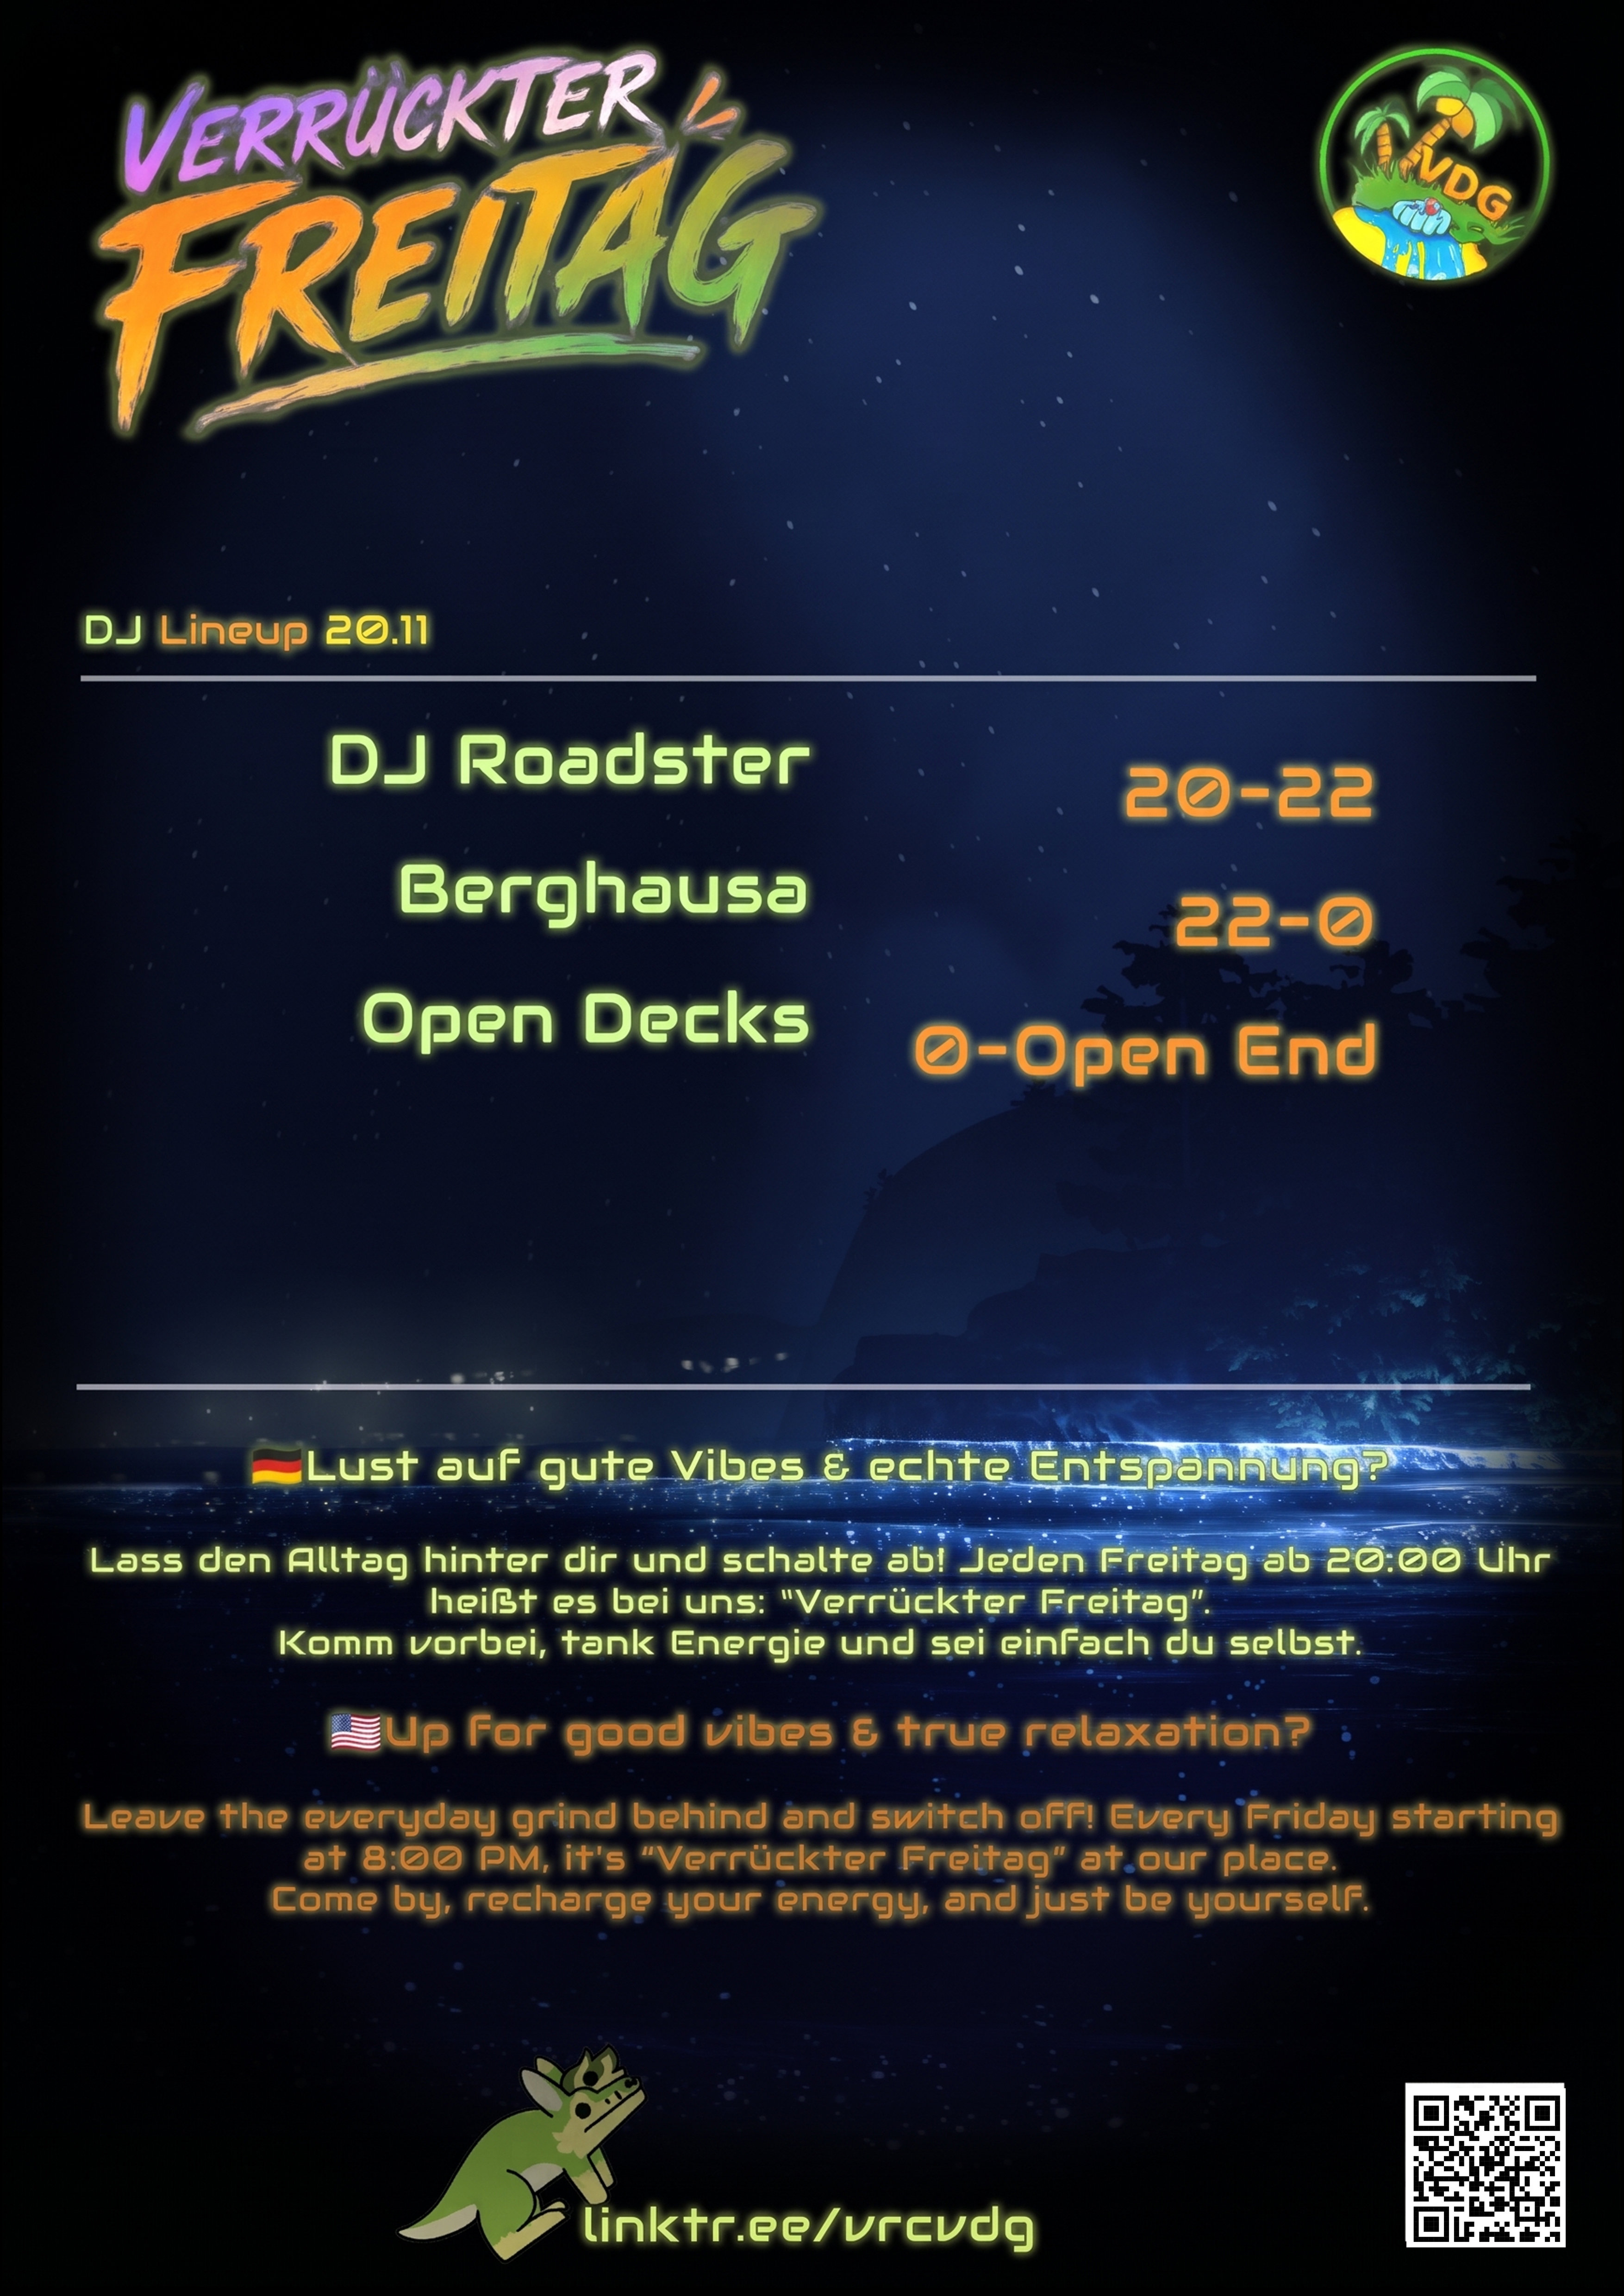 VERRÜCKTER
FREITAG
VDG
DJ Lineup 20.11
DJ Roadster 20-22
Berghausa 22-0
Open Decks 0-Open End
🇩🇪Lust auf gute Vibes & echte Entspannung?
Lass den Alltag hinter dir und schalte ab! Jeden Freitag ab 20:00 Uhr
heißt es bei uns: “Verrückter Freitag”.
Komm vorbei, tank Energie und sei einfach du selbst.
🇺🇸Up for good vibes & true relaxation?
Leave the everyday grind behind and switch off! Every Friday starting
at 8:00 PM, it's “Verrückter Freitag” at our place.
Come by, recharge your energy, and just be yourself.
linktr.ee/vrcvdg